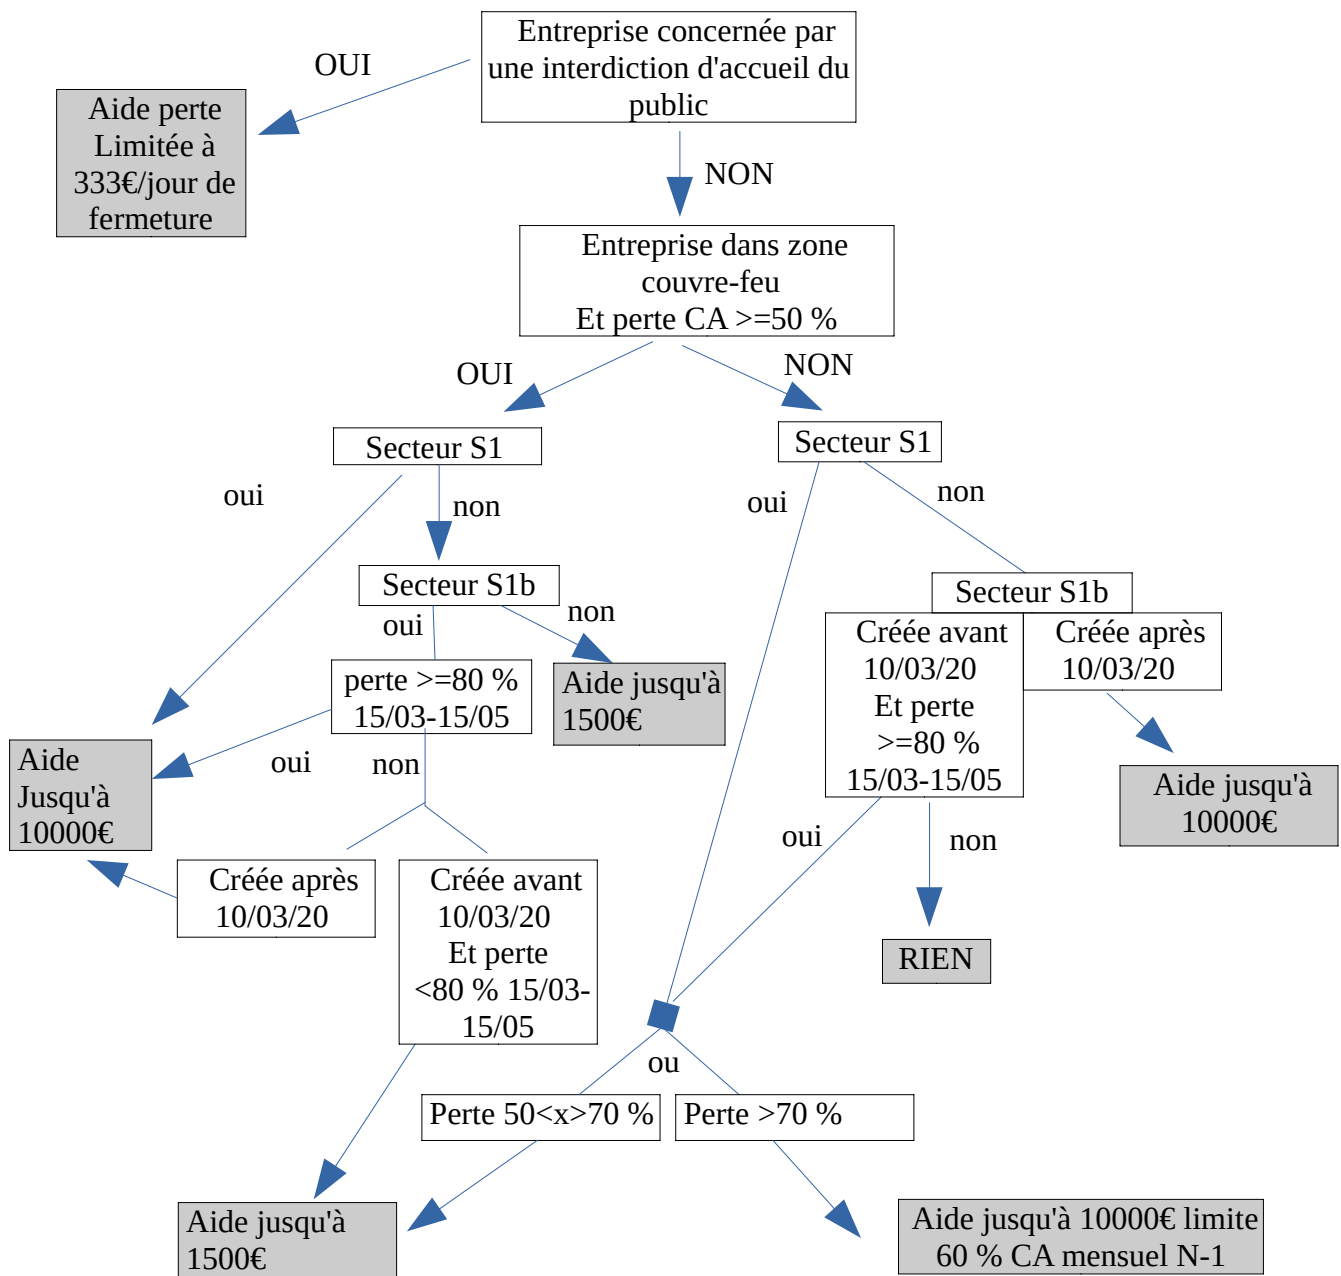 Entreprise concernée par
une interdiction d'accueil du
public
OUI
Aide perte
Limitée à
333€/jour de
fermeture
NON
Entreprise dans zone
couvre-feu
Et perte CA >=50 %
OUI
NON
Secteur S1
Secteur S1
oui
non
oui
non
Secteur S1b
Secteur S1b
oui
non
Créée avant
10/03/20
Et perte
>=80 %
15/03-15/05
Créée après
10/03/20
perte >=80 %
15/03-15/05
Aide jusqu'à
1500€
Aide
Jusqu'à
10000€
oui
non
Aide jusqu'à
10000€
oui
non
Créée après
10/03/20
Créée avant
10/03/20
Et perte
<80 % 15/03-
15/05
RIEN
ou
Perte 50<x>70 %
Perte >70 %
Aide jusqu'à
1500€
Aide jusqu'à 10000€ limite
60 % CA mensuel N-1